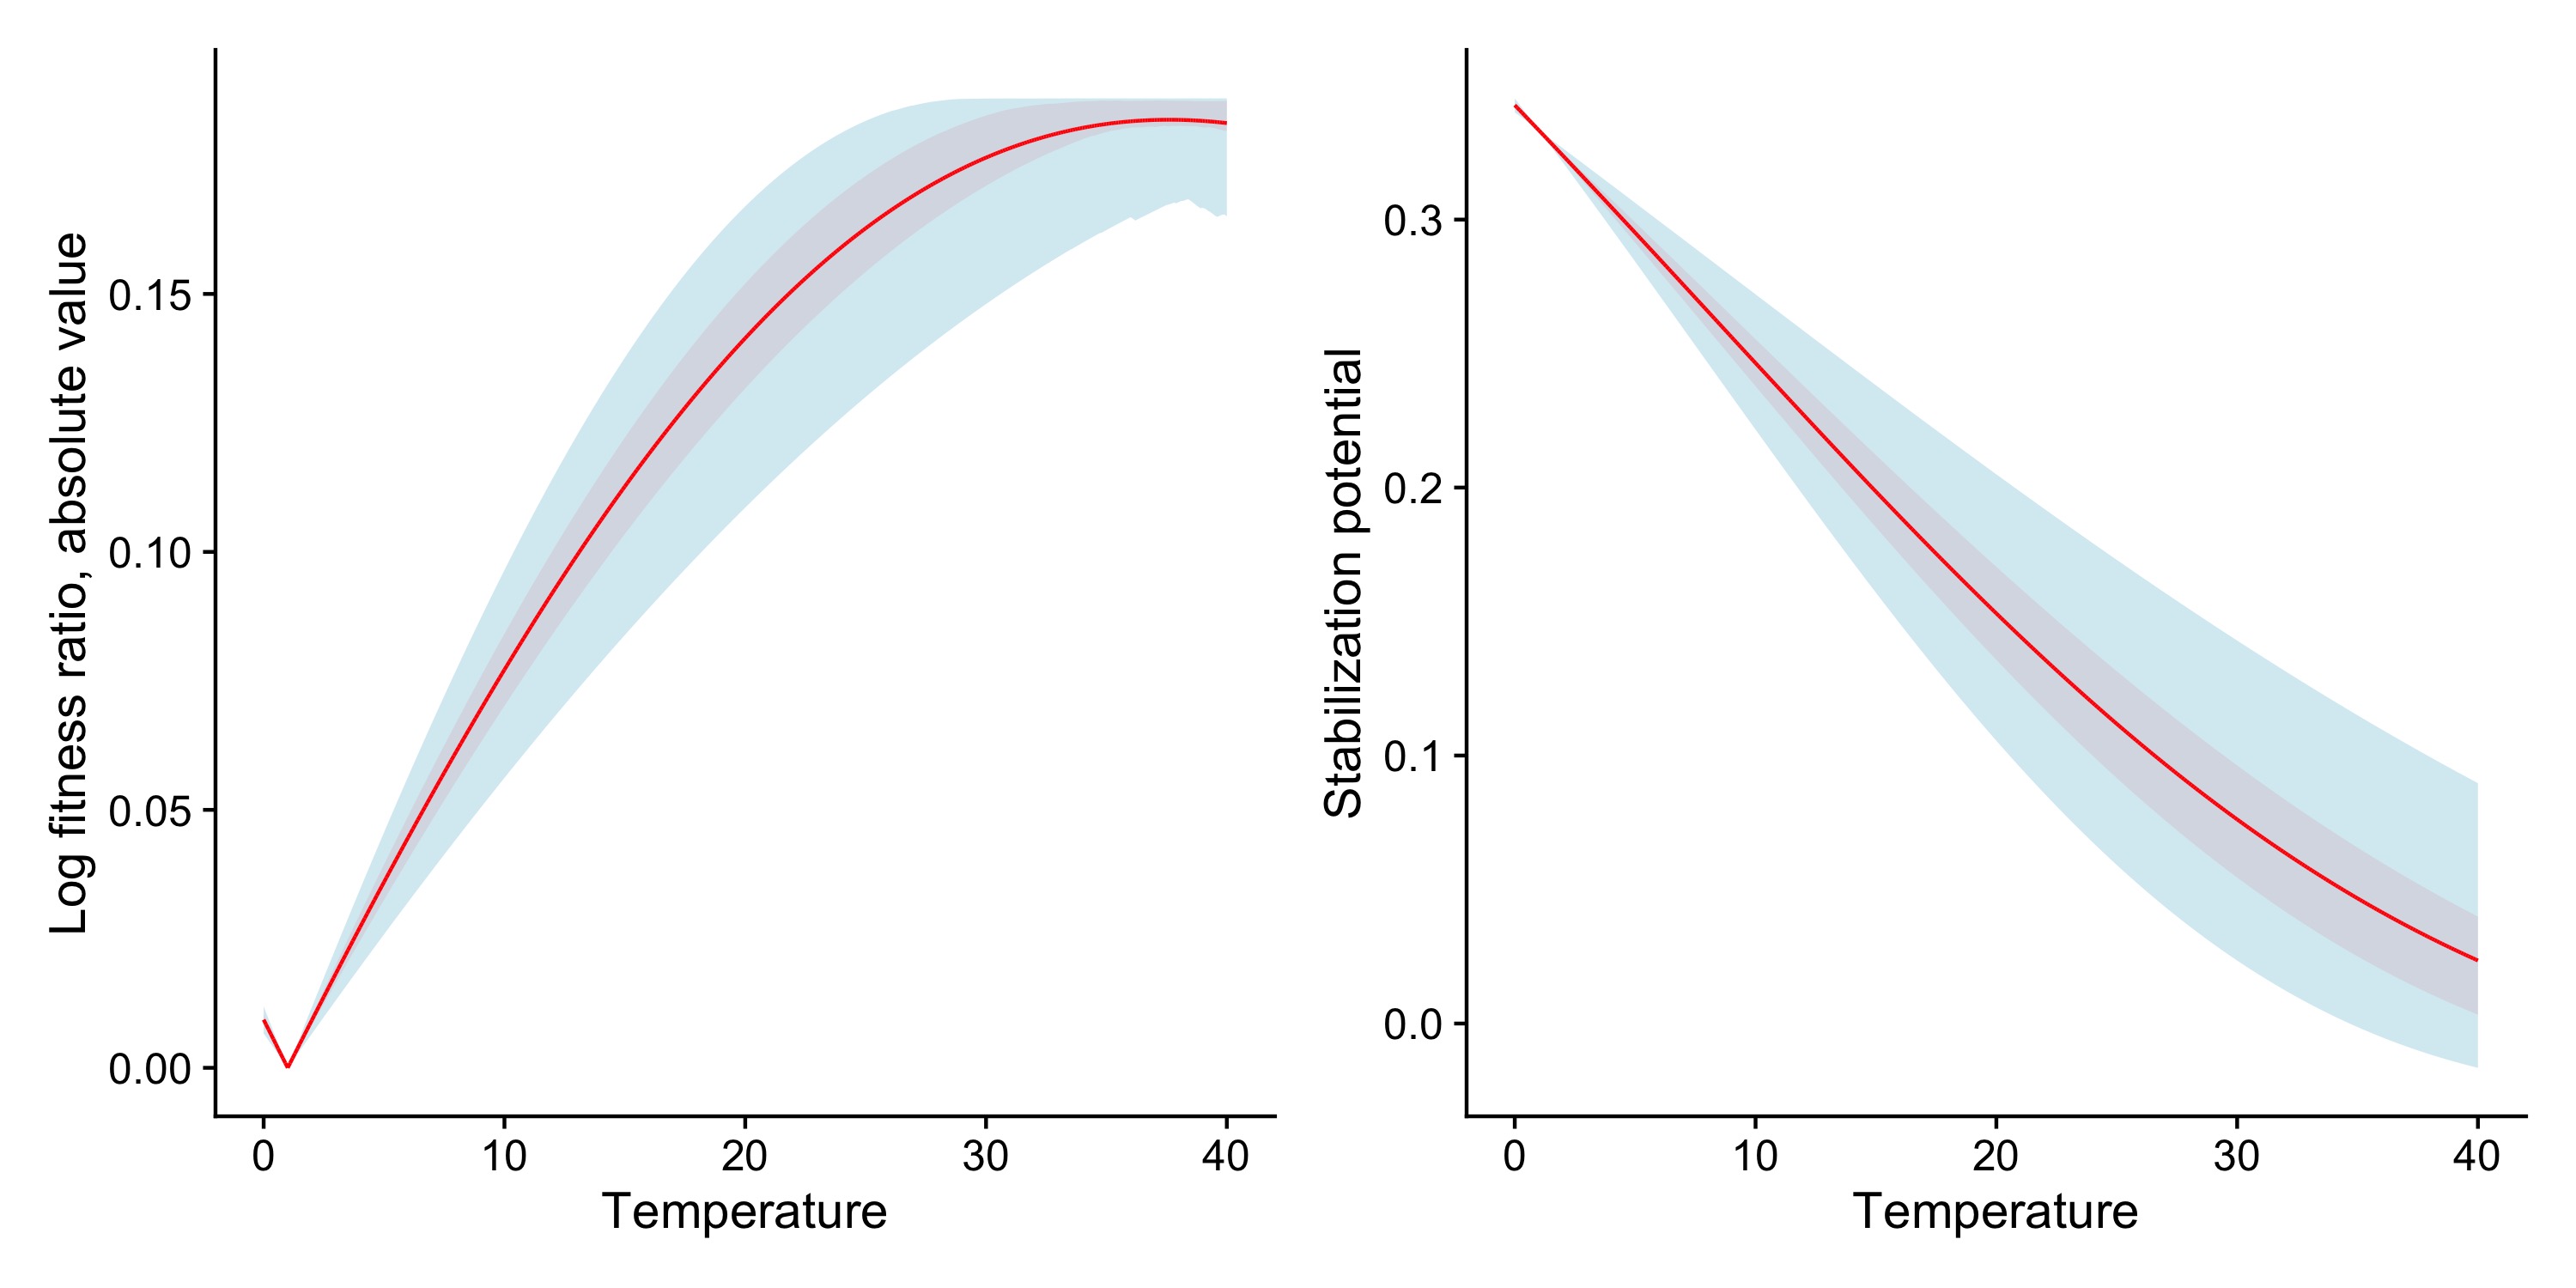 Log fitness ratio, absolute value
0.15
0.10
0.05
0.00
0 10 20 30 40
Temperature
Stabilization potential
0.3
0.2
0.1
0.0
0 10 20 30 40
Temperature